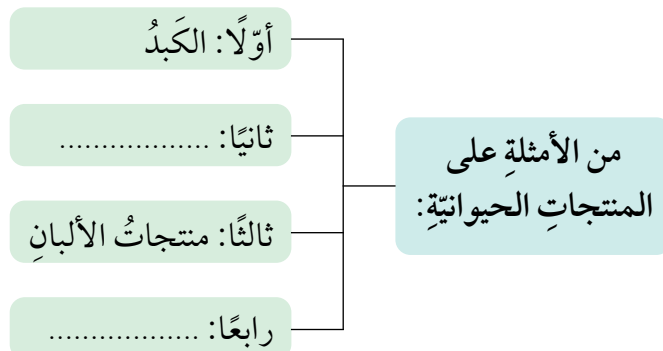 من الأمثلةِ على
المنتجاتِ الحيوانيّةِ:
أوّلًا: الكَبدُ
ثانيًا: ..................
ثالثًا: منتجاتُ الألبانِ
رابعًا: ..................